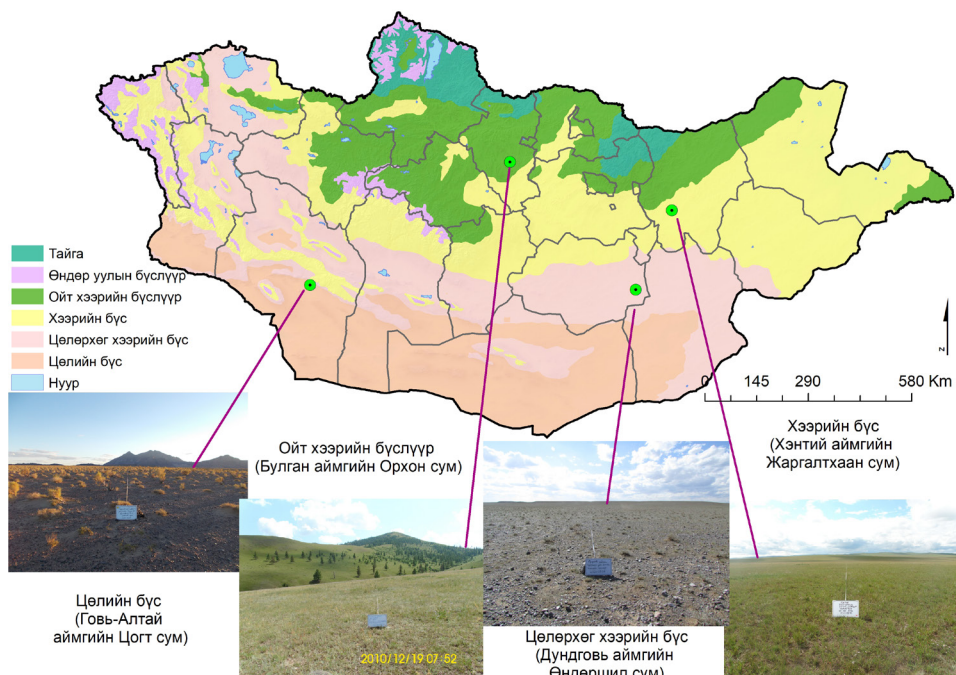 Тайга
Өндөр уулын бүслүүр
Ойт хээрийн бүслүүр
Хээрийн бүс
Цөлөрхөг хээрийн бүс
Цөлийн бүс
Нуур
z
0 145 290 580 Km
Ойт хээрийн бүслүүр
(Булган аймгийн Орхон сум)
Хээрийн бүс
(Хэнтий аймгийн
Жаргалтхаан сум)
2010/12/19 07:52
Цөлийн бүс
(Говь-Алтай
аймгийн Цогт сум)
Цөлөрхөг хээрийн бүс
(Дундговь аймгийн
Өндөршил сум)